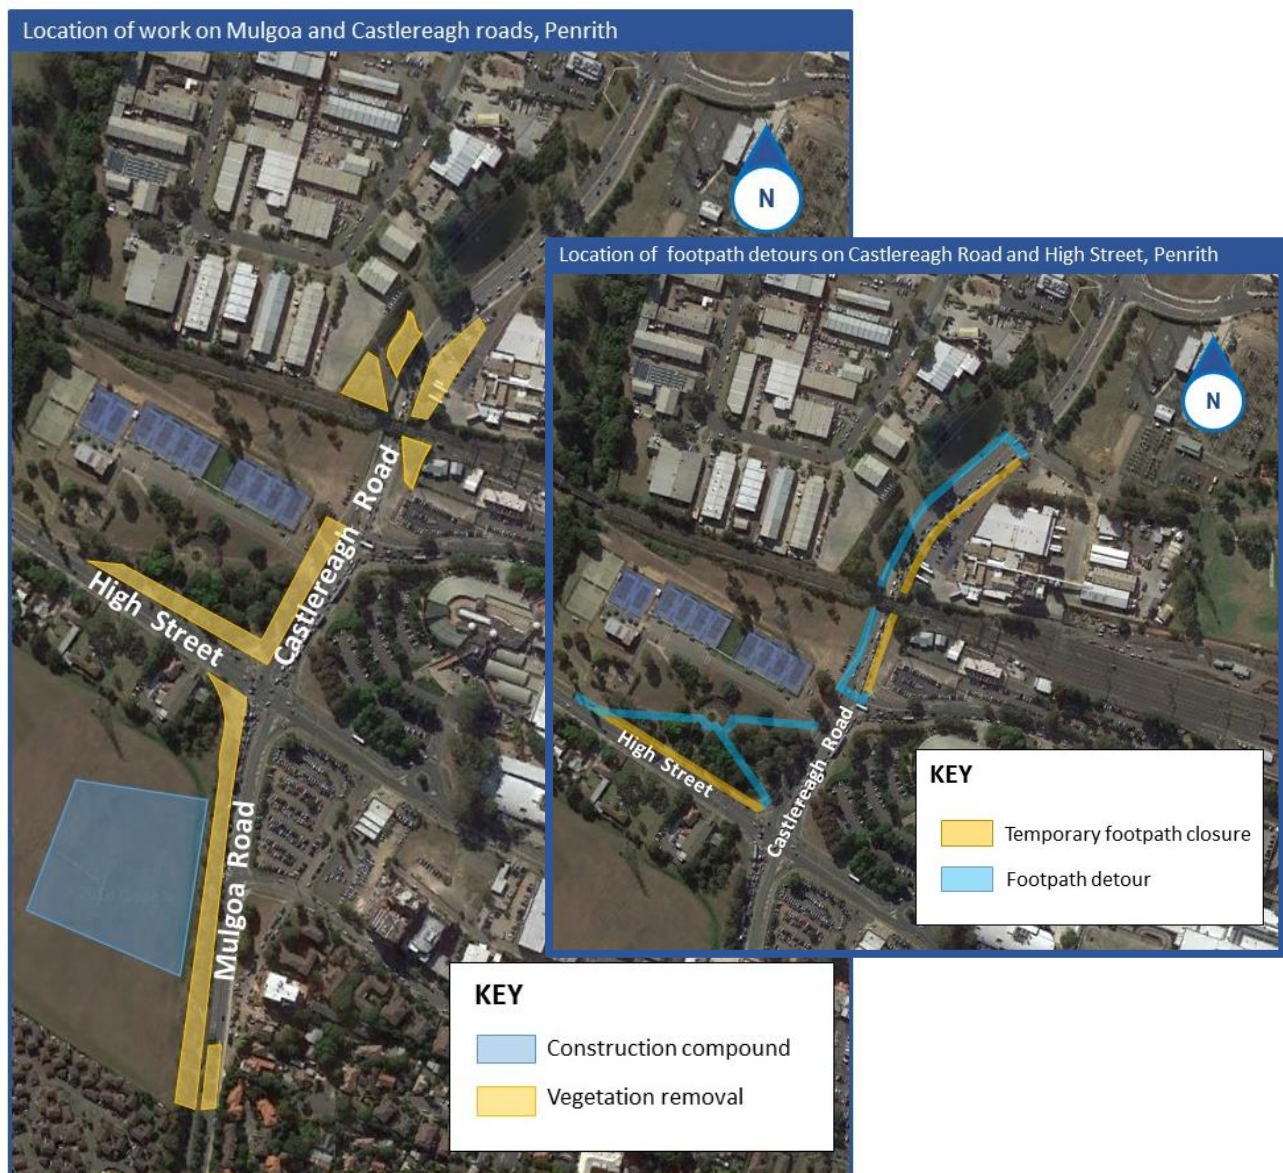 Location of work on Mulgoa and Castlereagh roads, Penrith
N
Castlereagh Road
High Street
Mulgoa Road
KEY
Construction compound
Vegetation removal
Location of footpath detours on Castlereagh Road and High Street, Penrith
N
High Street
Castlereagh Road
KEY
Temporary footpath closure
Footpath detour